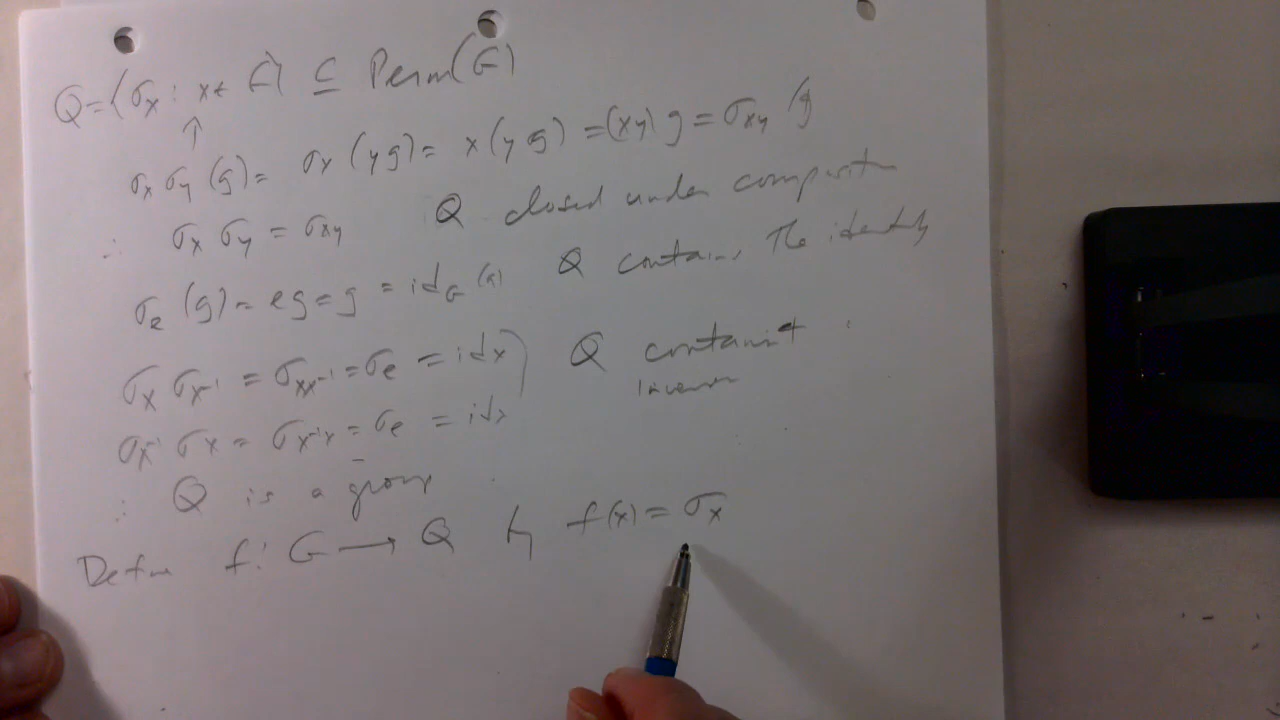 Q = {σx : x ∈ G} ⊆ Perm(G)
↑
σx σy (g) = σx (yg) = x(yg) = (xy) g = σxy (g
∴ σx σy = σxy Q closed under composition
σe (g) = eg = g = idG (g) Q contains the identity
σx σx⁻¹ = σxx⁻¹ = σe = idx) Q contains
inverses
σx⁻¹ σx = σx⁻¹x = σe = idx
∴ Q is a group
Define f: G → Q by f(x) = σx